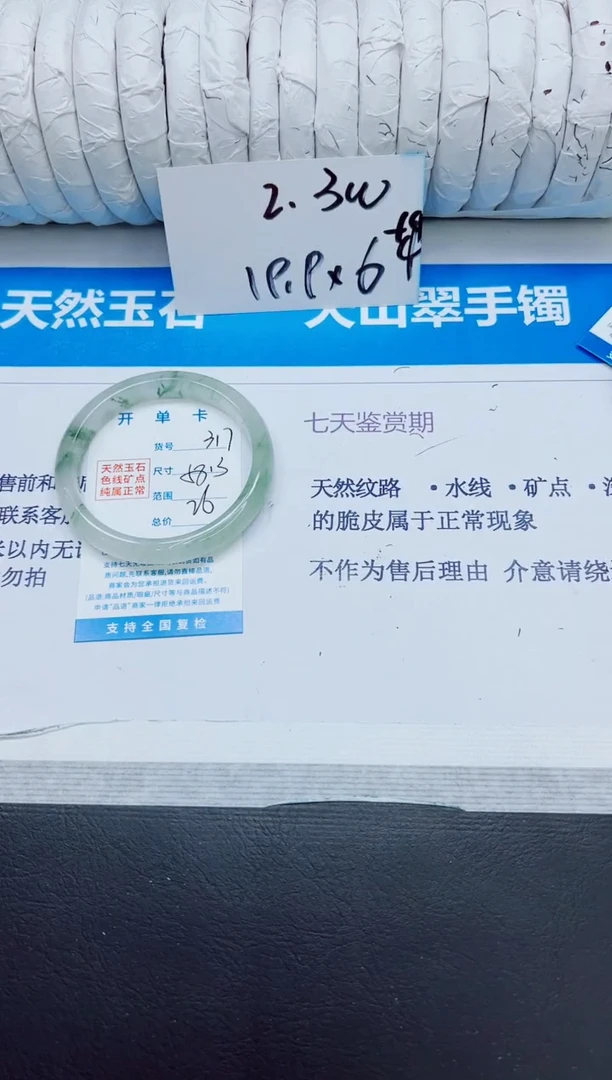 2.3w
19.9×6
天然玉石
大山翠手镯
开单卡
货号 317
天然玉石
色线矿点
纯属正常
尺寸 58.5
范围 26
总价
支持全国复检
七天鉴赏期
天然纹路 •水线 •矿点 •
的脆皮属于正常现象
不作为售后理由 介意请绕
售前和
联系客
以内无
勿拍